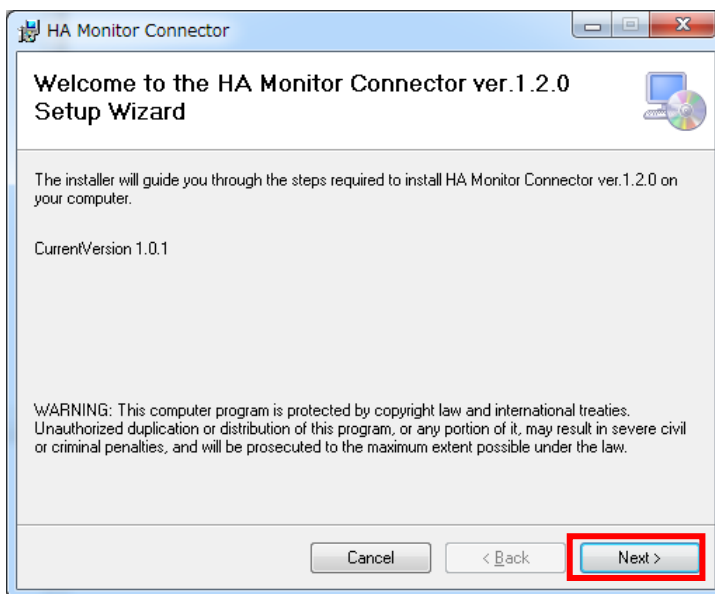 HA Monitor Connector
Welcome to the HA Monitor Connector ver.1.2.0
Setup Wizard
The installer will guide you through the steps required to install HA Monitor Connector ver.1.2.0 on
your computer.
CurrentVersion 1.0.1
WARNING: This computer program is protected by copyright law and international treaties.
Unauthorized duplication or distribution of this program, or any portion of it, may result in severe civil
or criminal penalties, and will be prosecuted to the maximum extent possible under the law.
Cancel
< Back
Next >